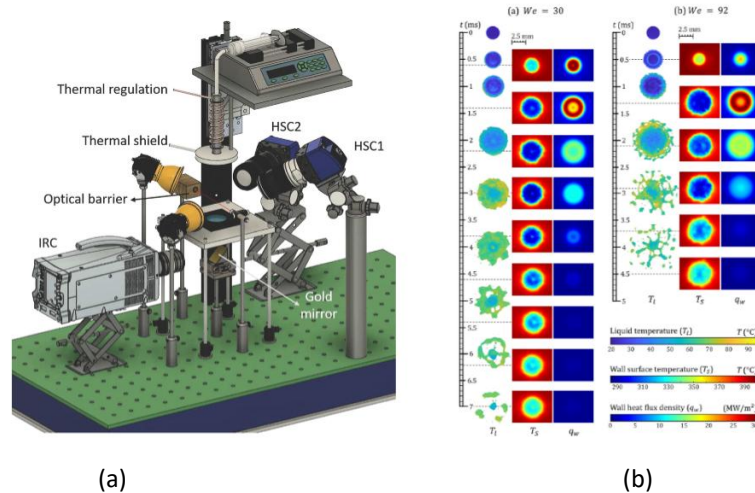 Thermal regulation
Thermal shield
Optical barrier
IRC
HSC2
HSC1
Gold
mirror
(a)
(a) We = 30
t (ms)
2.5 mm
0
0.5
1
1.5
2
2.5
3
3.5
4
4.5
5
5.5
6
6.5
7
T_l
T_S
q_w
(b) We = 92
t (ms)
2.5 mm
0
0.5
1
1.5
2
2.5
3
3.5
4
4.5
5
T_l
T_S
q_w
Liquid temperature (T_l) T (°C)
20 30 40 50 60 70 80 90
Wall surface temperature (T_S) T (°C)
290 310 330 350 370 390
Wall heat flux density (q_w) (MW/m²
0 5 10 15 20 25 30
(b)